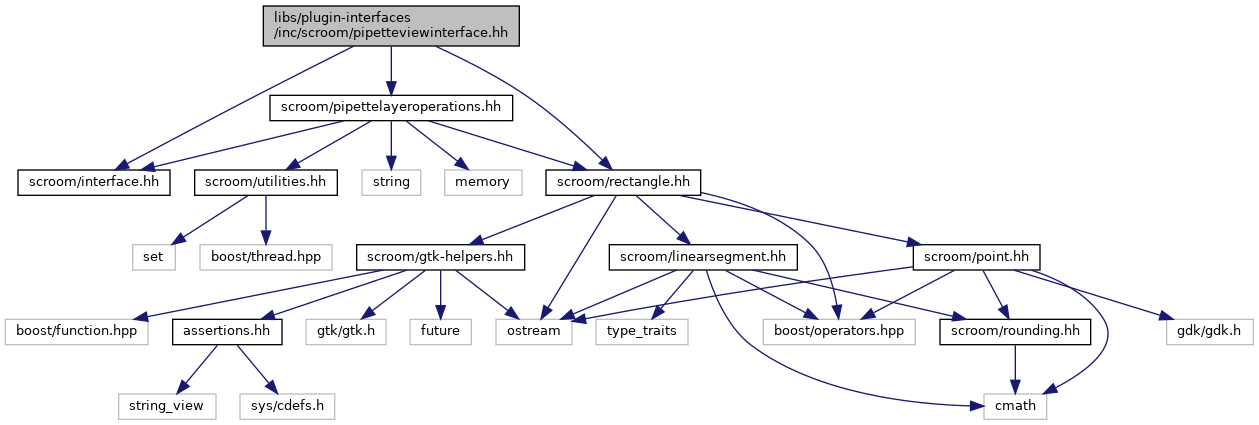 libs/plugin-interfaces
/inc/scroom/pipetteviewinterface.hh
scroom/pipettelayeroperations.hh
scroom/interface.hh
scroom/utilities.hh
string
memory
scroom/rectangle.hh
set
boost/thread.hpp
scroom/gtk-helpers.hh
scroom/linearsegment.hh
scroom/point.hh
boost/function.hpp
assertions.hh
gtk/gtk.h
future
ostream
type_traits
boost/operators.hpp
scroom/rounding.hh
gdk/gdk.h
string_view
sys/cdefs.h
cmath